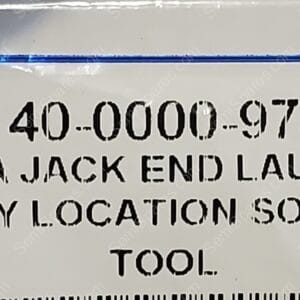 40-0000-97
A JACK END LAU
Y LOCATION SO
TOOL